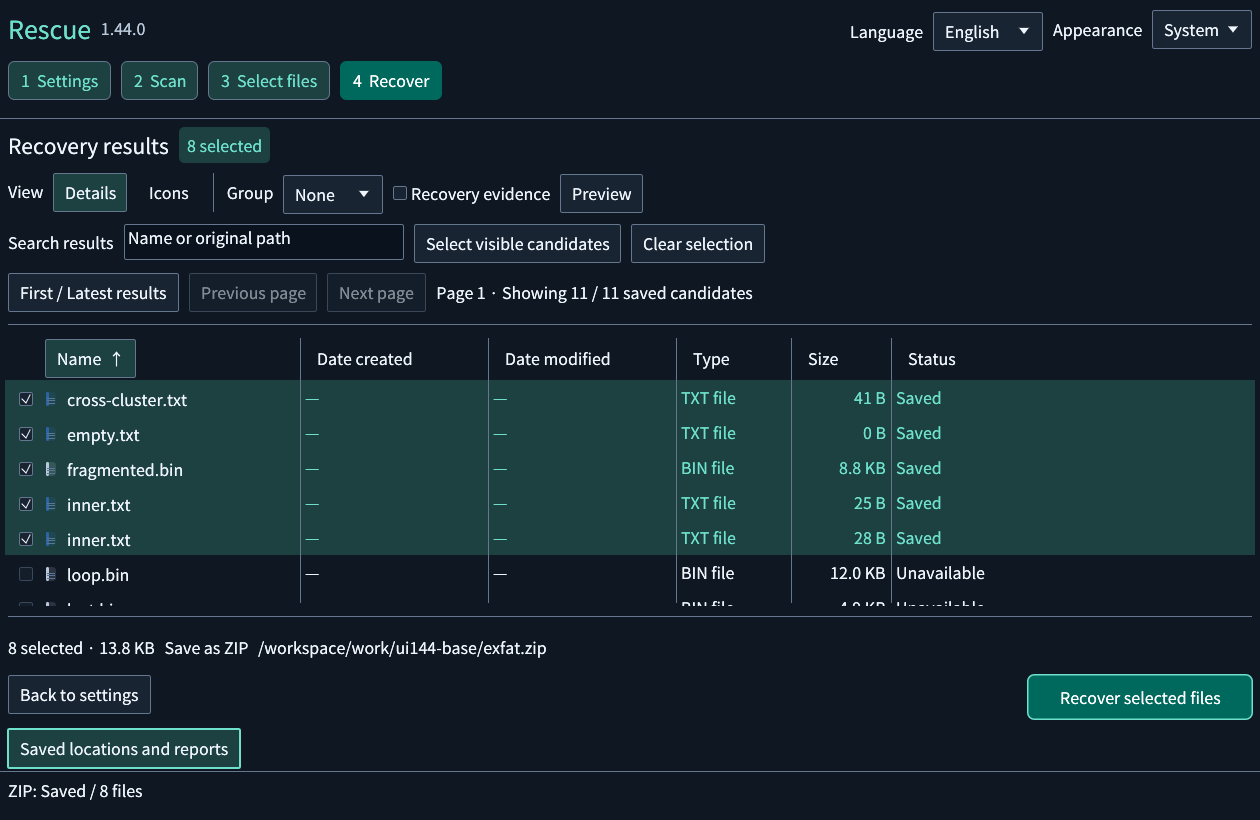 Rescue 1.44.0 Language English Appearance System
1 Settings 2 Scan 3 Select files 4 Recover
Recovery results 8 selected
View Details Icons Group None Recovery evidence Preview
Search results Name or original path Select visible candidates Clear selection
First / Latest results Previous page Next page Page 1 · Showing 11 / 11 saved candidates
Name ↑ Date created Date modified Type Size Status
cross-cluster.txt — — TXT file 41 B Saved
empty.txt — — TXT file 0 B Saved
fragmented.bin — — BIN file 8.8 KB Saved
inner.txt — — TXT file 25 B Saved
inner.txt — — TXT file 28 B Saved
loop.bin — — BIN file 12.0 KB Unavailable
BIN file Unavailable
8 selected · 13.8 KB Save as ZIP /workspace/work/ui144-base/exfat.zip
Back to settings Recover selected files
Saved locations and reports
ZIP: Saved / 8 files